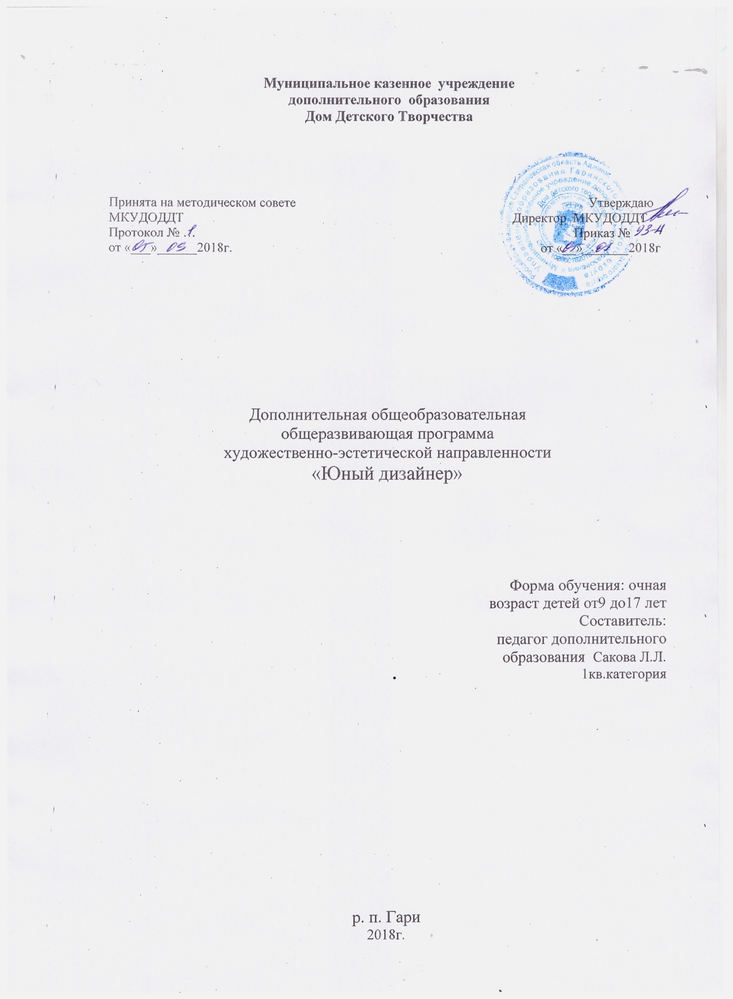 Муниципальное казенное учреждение
дополнительного образования
Дом Детского Творчества
Принята на методическом совете
МКУДОДДТ
Протокол № 1
от «05» 09 2018г.
Утверждаю
Директор МКУДОДДТ
Приказ № 93-Н
от «05» 09 2018г
Дополнительная общеобразовательная
общеразвивающая программа
художественно-эстетической направленности
«Юный дизайнер»
Форма обучения: очная
возраст детей от9 до17 лет
Составитель:
педагог дополнительного
образования Сакова Л.Л.
1кв.категория
р. п. Гари
2018г.